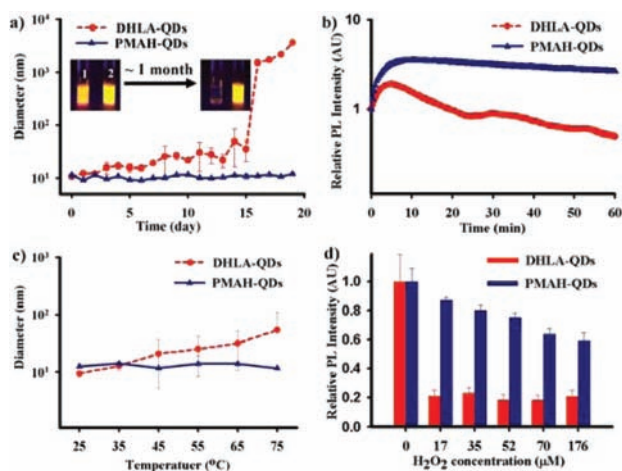 a)
DHLA-QDs
PMAH-QDs
Diameter (nm)
10⁴
10³
10²
10¹
1 2
~ 1 month
0 5 10 15 20
Time (day)
b)
DHLA-QDs
PMAH-QDs
Relative PL Intensity (AU)
1
0 10 20 30 40 50 60
Time (min)
c)
DHLA-QDs
PMAH-QDs
Diameter (nm)
10³
10²
10¹
25 35 45 55 65 75
Temperatuer (°C)
d)
DHLA-QDs
PMAH-QDs
Relative PL Intensity (AU)
1.0
0.8
0.6
0.4
0.2
0
0 17 35 52 70 176
H₂O₂ concentration (μM)